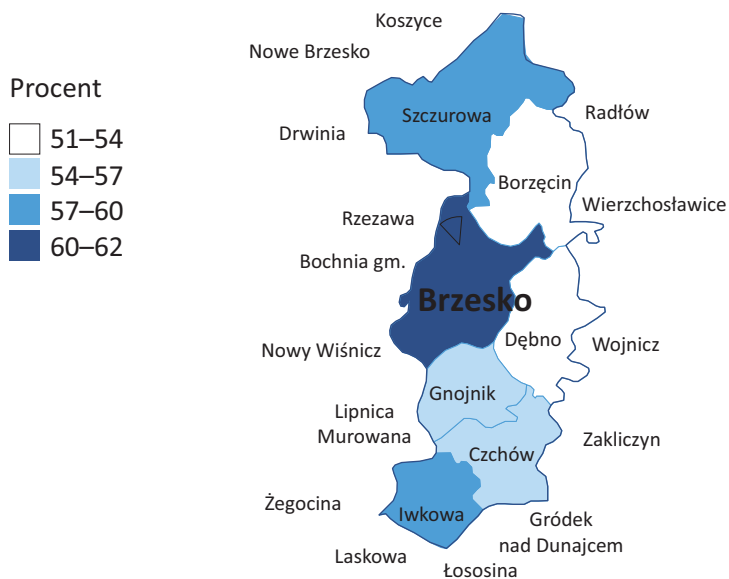 Koszyce
Nowe Brzesko
Procent
51–54
54–57
57–60
60–62
Szczurowa
Radłów
Drwinia
Borzęcin
Wierzchosławice
Rzezawa
Bochnia gm.
Brzesko
Dębno
Wojnicz
Nowy Wiśnicz
Gnojnik
Lipnica
Murowana
Zakliczyn
Czchów
Żegocina
Iwkowa
Gródek
nad Dunajcem
Laskowa
Łososina